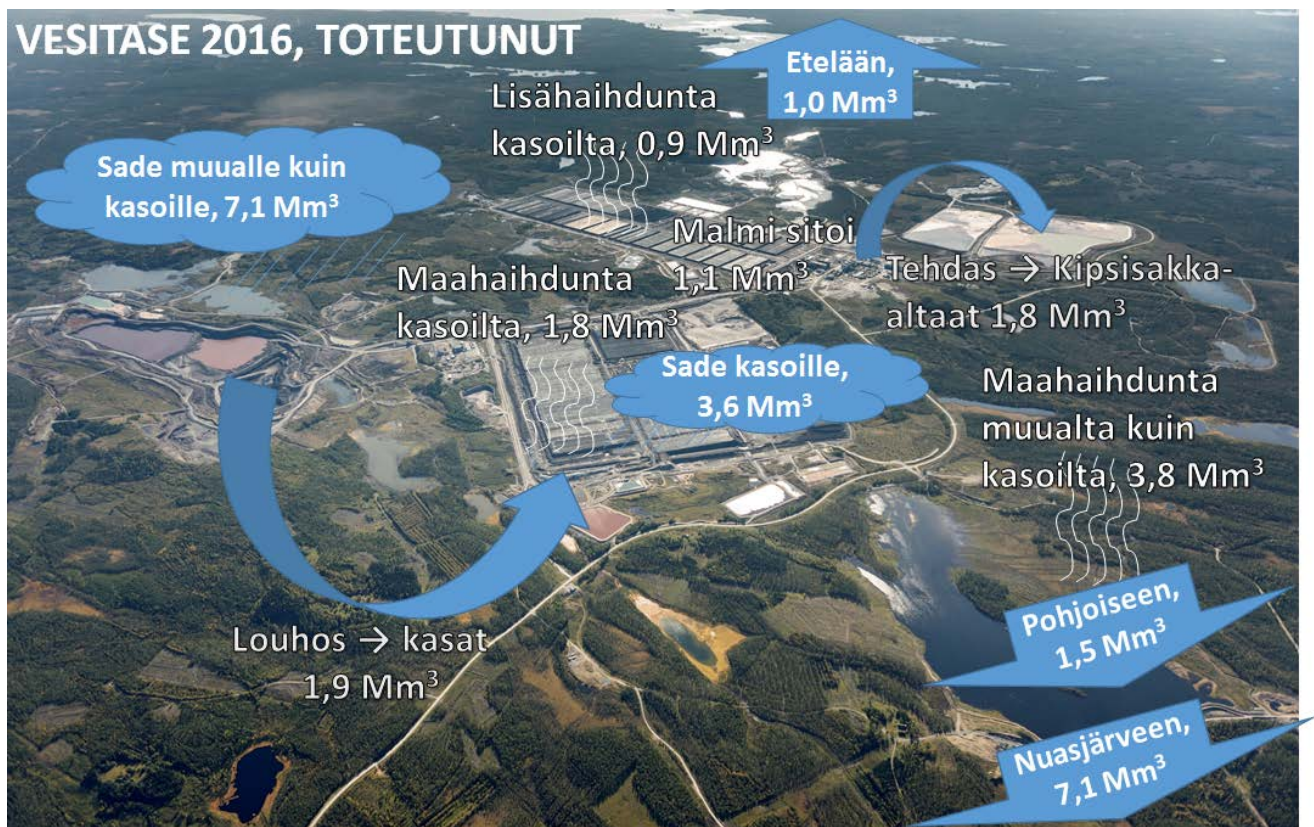 VESITASE 2016, TOTEUTUNUT
Etelään,
1,0 Mm³
Lisähaihdunta
kasoilta, 0,9 Mm³
Sade muualle kuin
kasoille, 7,1 Mm³
Malmi sitoi
1,1 Mm³
Maahaihdunta
kasoilta, 1,8 Mm³
Tehdas → Kipsisakka-
altaat 1,8 Mm³
Sade kasoille,
3,6 Mm³
Maahaihdunta
muualta kuin
kasoilta, 3,8 Mm³
Louhos → kasat
1,9 Mm³
Pohjoiseen,
1,5 Mm³
Nuasjärveen,
7,1 Mm³